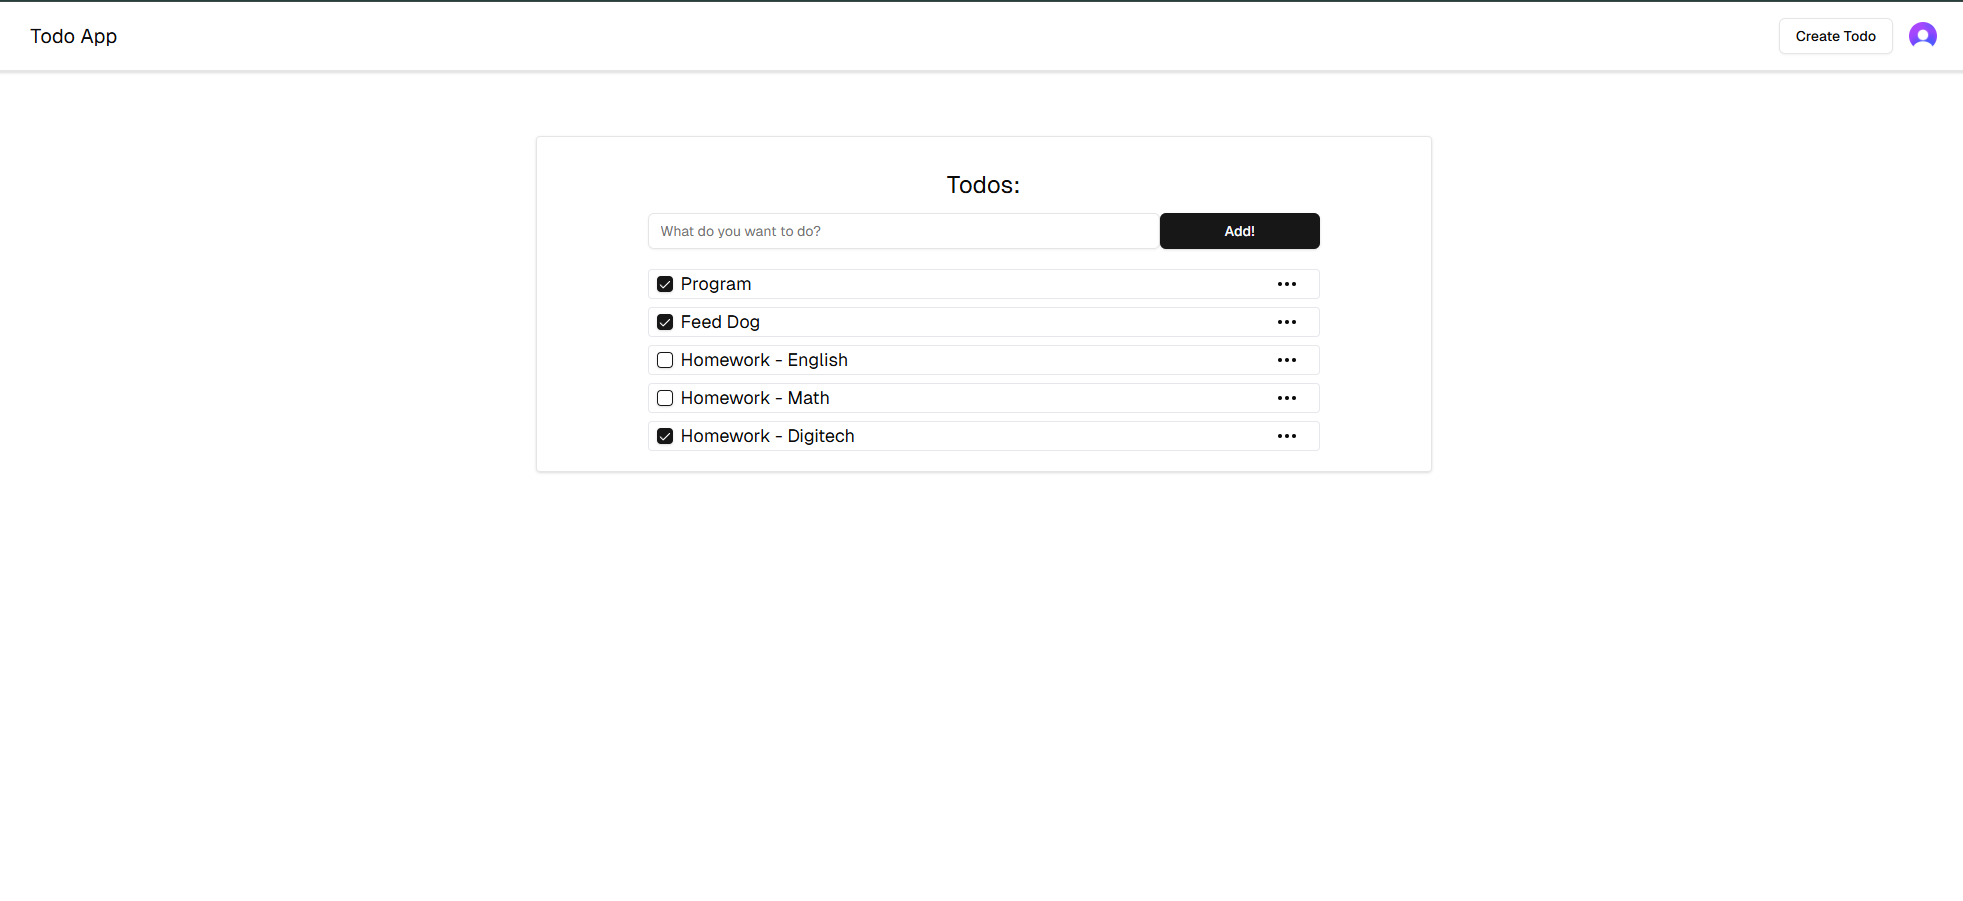 Todo App
Create Todo
Todos:
What do you want to do?
Add!
Program
Feed Dog
Homework - English
Homework - Math
Homework - Digitech